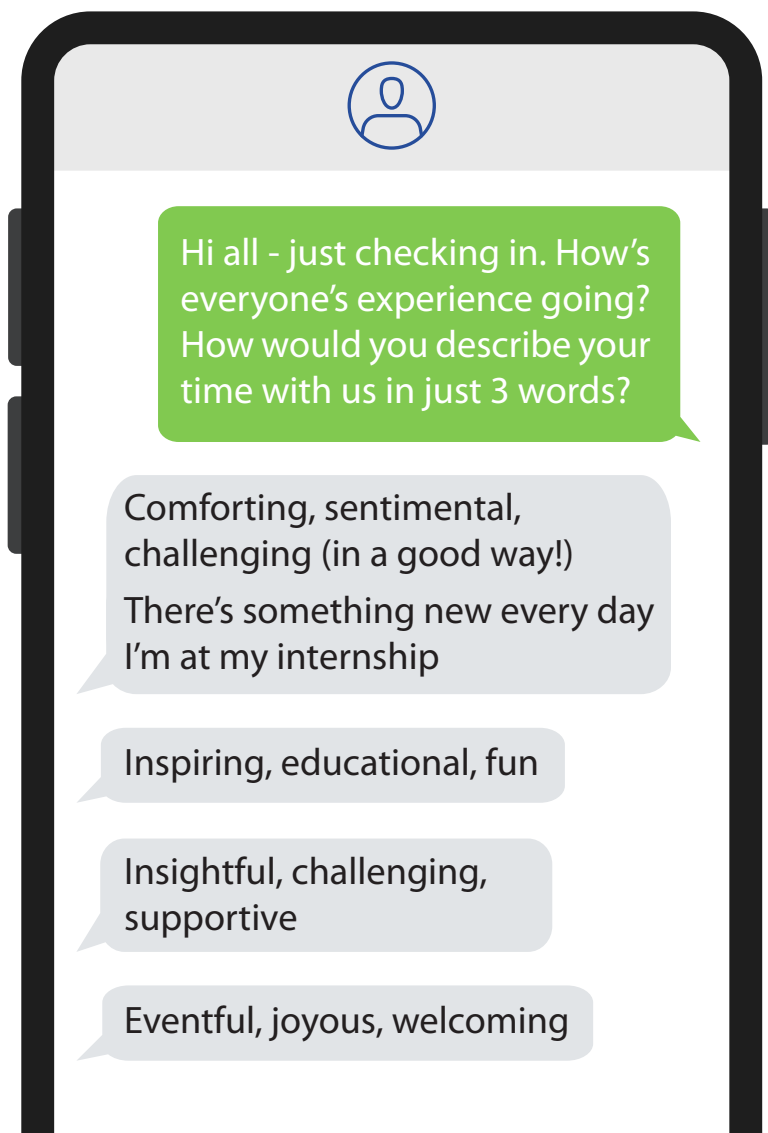 Hi all - just checking in. How’s
everyone’s experience going?
How would you describe your
time with us in just 3 words?
Comforting, sentimental,
challenging (in a good way!)
There’s something new every day
I’m at my internship
Inspiring, educational, fun
Insightful, challenging,
supportive
Eventful, joyous, welcoming